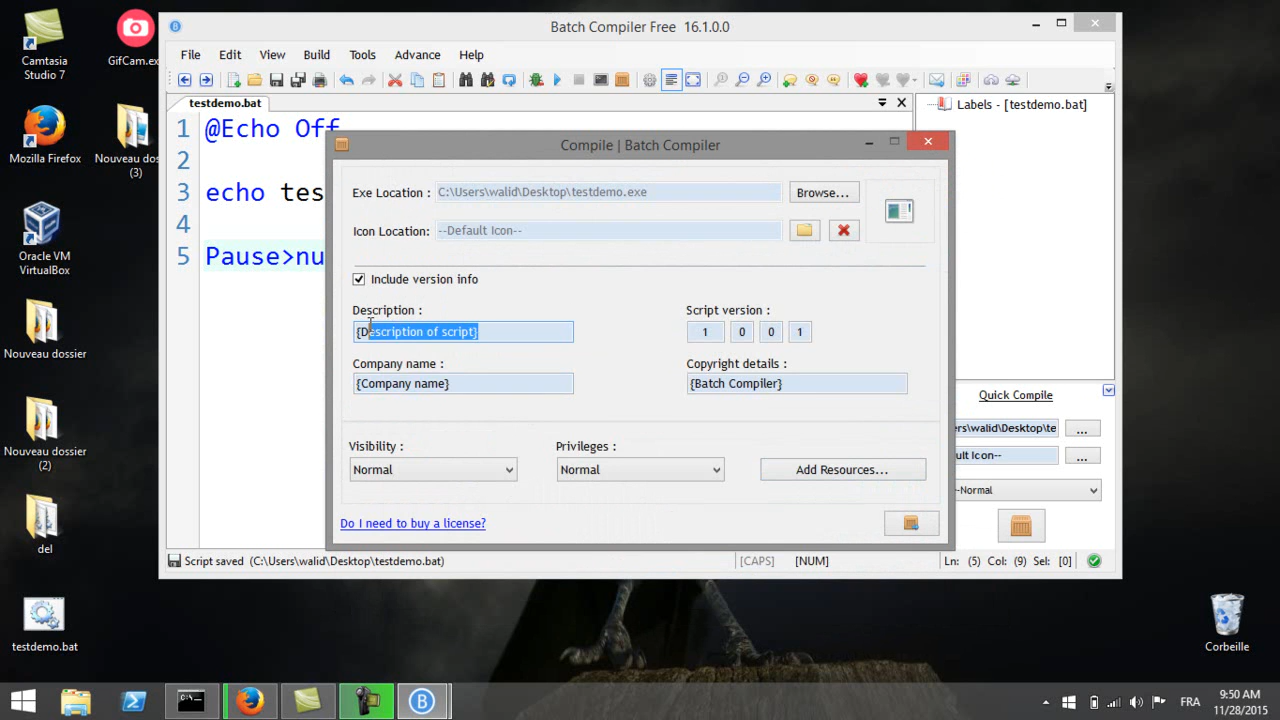 Camtasia
Studio 7
GifCam.ex
Mozilla Firefox
Nouveau dos
(3)
Oracle VM
VirtualBox
Nouveau dossier
Nouveau dossier
(2)
del
testdemo.bat
Corbeille
Batch Compiler Free 16.1.0.0
File Edit View Build Tools Advance Help
testdemo.bat
1 @Echo Off
2
3 echo tes
4
5 Pause>nu
Labels - [testdemo.bat]
Compile | Batch Compiler
Exe Location : C:\Users\walid\Desktop\testdemo.exe Browse...
Icon Location: --Default Icon--
Include version info
Description : Script version :
{Description of script} 1 0 0 1
Company name : Copyright details :
{Company name} {Batch Compiler}
Visibility : Privileges :
Normal Normal Add Resources...
Do I need to buy a license?
Quick Compile
ers\walid\Desktop\te ...
ult Icon-- ...
--Normal
Script saved (C:\Users\walid\Desktop\testdemo.bat) [CAPS] [NUM] Ln: (5) Col: (9) Sel: [0]
FRA
9:50 AM
11/28/2015